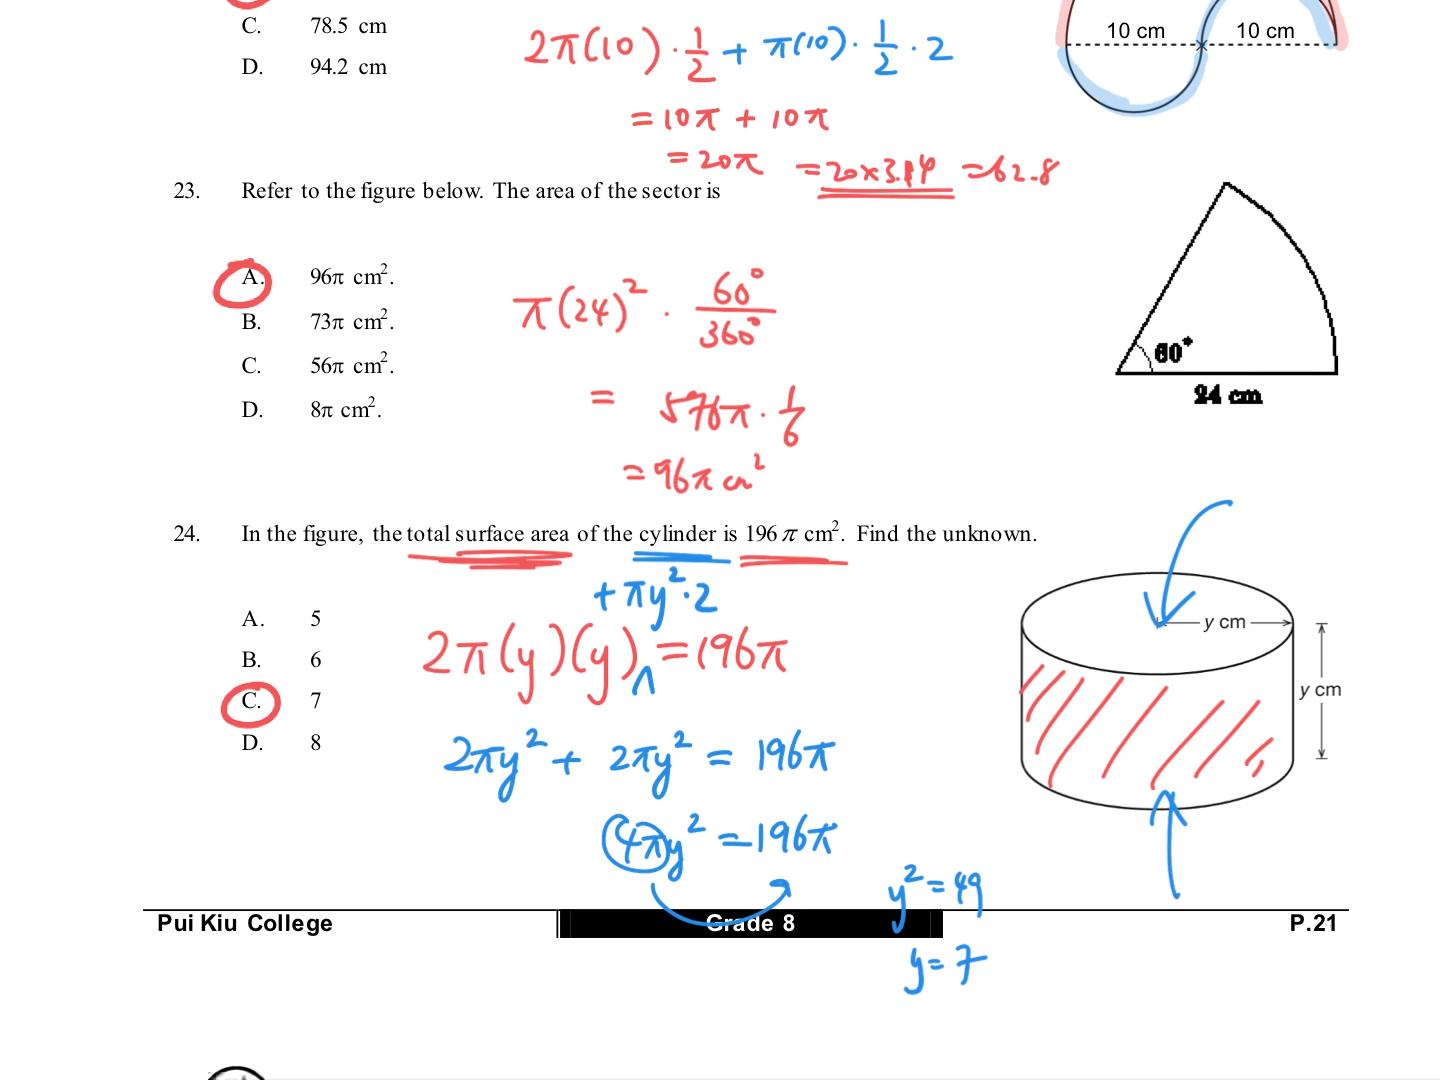 C. 78.5 cm
D. 94.2 cm
2π(10)·1/2 + π(10)·1/2·2
= 10π + 10π
= 20π = 20×3.14 = 62.8
10 cm 10 cm
23. Refer to the figure below. The area of the sector is
A. 96π cm².
B. 73π cm².
C. 56π cm².
D. 8π cm².
π(24)² · 60°/360°
= 576π · 1/6
= 96π cm²
60°
24 cm
24. In the figure, the total surface area of the cylinder is 196π cm². Find the unknown.
A. 5
B. 6
C. 7
D. 8
+ πy²·2
2π(y)(y)∧ = 196π
2πy² + 2πy² = 196π
4πy² = 196π
y² = 49
y = 7
y cm
y cm
Pui Kiu College Grade 8 P.21